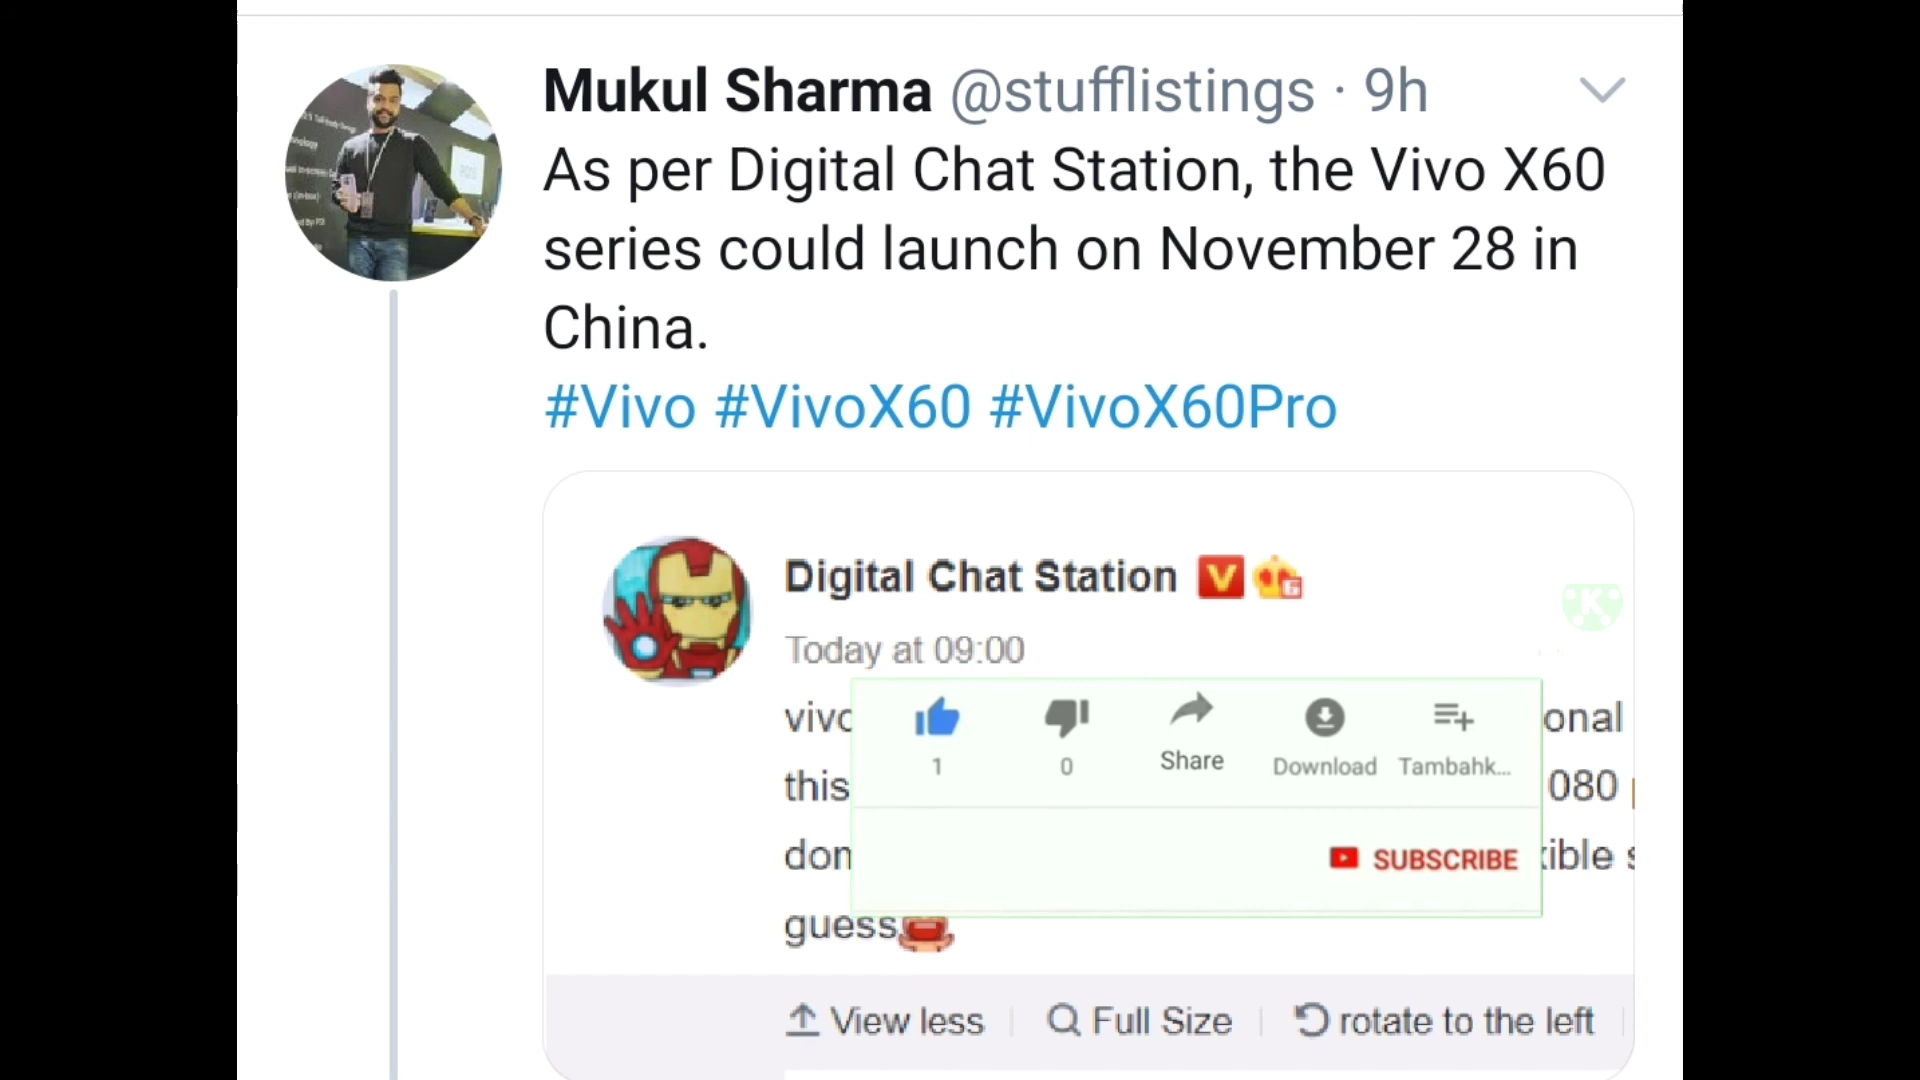 Mukul Sharma @stufflistings · 9h
As per Digital Chat Station, the Vivo X60
series could launch on November 28 in
China.
#Vivo #VivoX60 #VivoX60Pro
Digital Chat Station V
Today at 09:00
vivo onal
this 080
don xible
guess
1 0 Share Download Tambahk...
SUBSCRIBE
View less Full Size rotate to the left
K